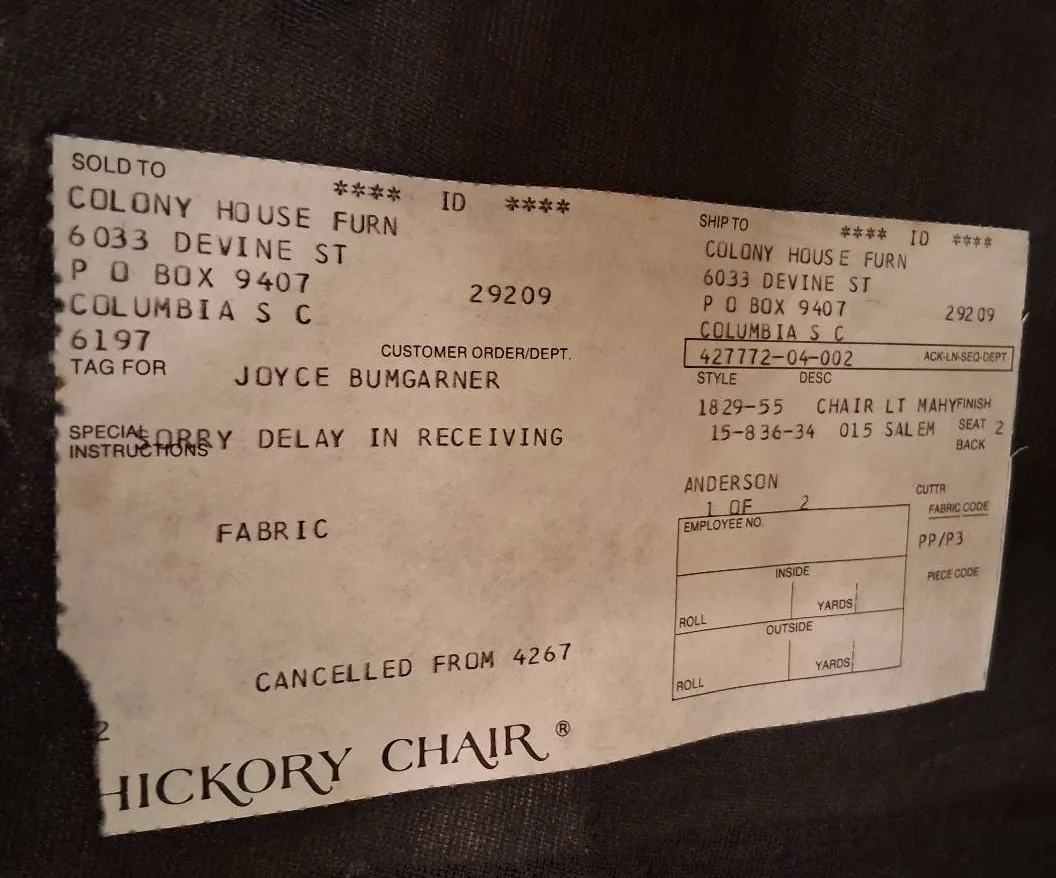 SOLD TO
**** ID ****
COLONY HOUSE FURN
6033 DEVINE ST
P O BOX 9407
29209
COLUMBIA S C
6197
CUSTOMER ORDER/DEPT.
TAG FOR
JOYCE BUMGARNER
SPECIAL INSTRUCTIONS
SORRY DELAY IN RECEIVING
FABRIC
CANCELLED FROM 4267
2
HICKORY CHAIR ®
SHIP TO
**** ID ****
COLONY HOUSE FURN
6033 DEVINE ST
P O BOX 9407
29209
COLUMBIA S C
427772-04-002 ACK-LN-SEQ-DEPT
STYLE DESC
1829-55 CHAIR LT MAHY FINISH
15-836-34 015 SALEM SEAT 2
BACK
ANDERSON
CUTTR
1 OF 2
FABRIC CODE
EMPLOYEE NO.
PP/P3
INSIDE
PIECE CODE
ROLL YARDS
OUTSIDE
ROLL YARDS